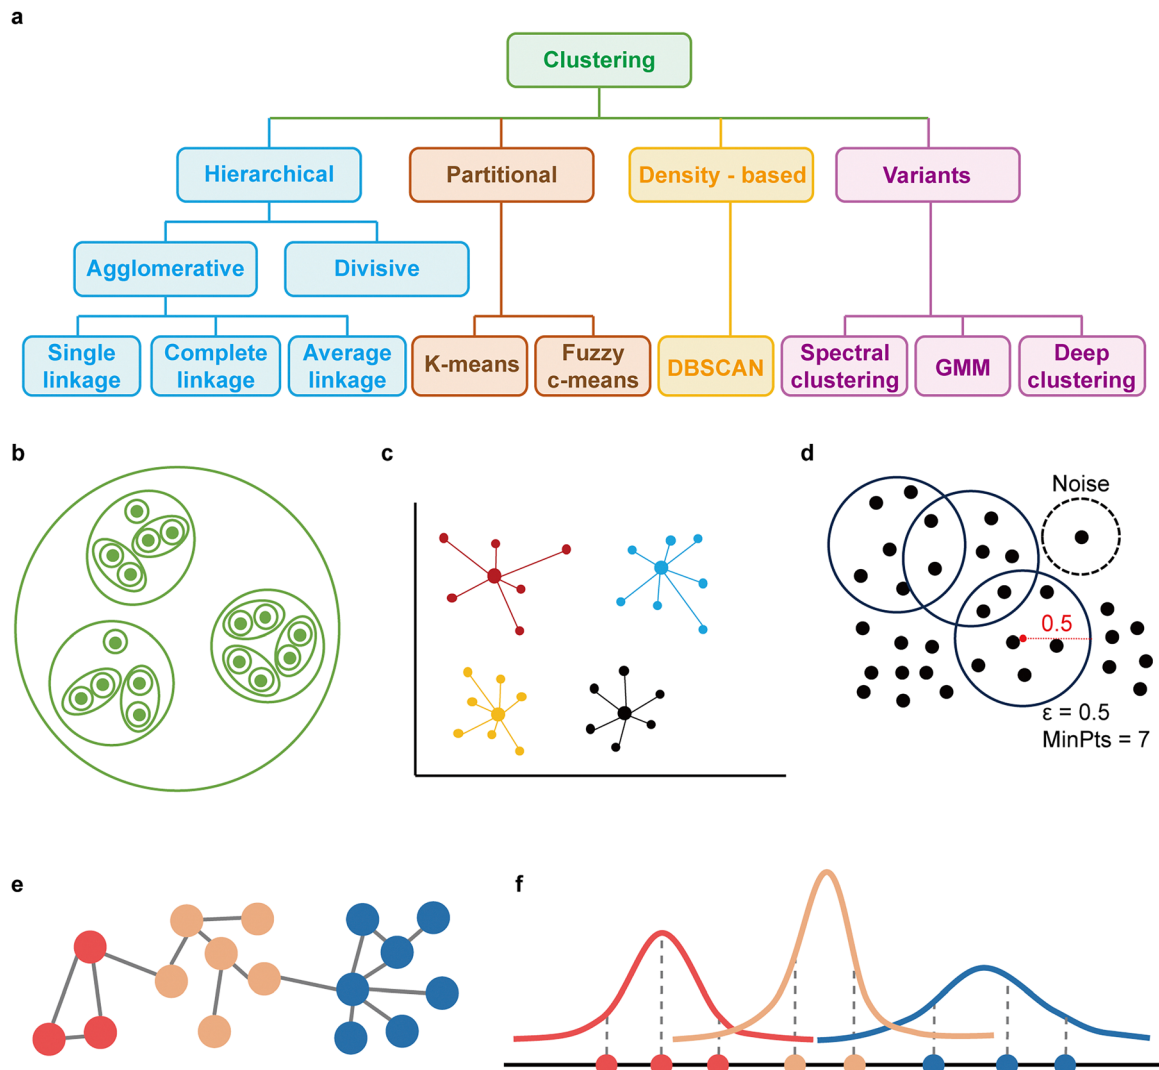 a
Clustering
Hierarchical
Partitional
Density - based
Variants
Agglomerative
Divisive
Single
linkage
Complete
linkage
Average
linkage
K-means
Fuzzy
c-means
DBSCAN
Spectral
clustering
GMM
Deep
clustering
b
c
d
Noise
0.5
ε = 0.5
MinPts = 7
e
f